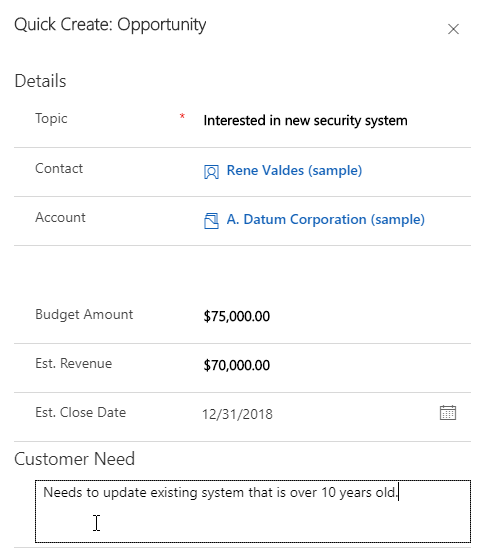 Quick Create: Opportunity
Details
Topic * Interested in new security system
Contact Rene Valdes (sample)
Account A. Datum Corporation (sample)
Budget Amount $75,000.00
Est. Revenue $70,000.00
Est. Close Date 12/31/2018
Customer Need
Needs to update existing system that is over 10 years old.